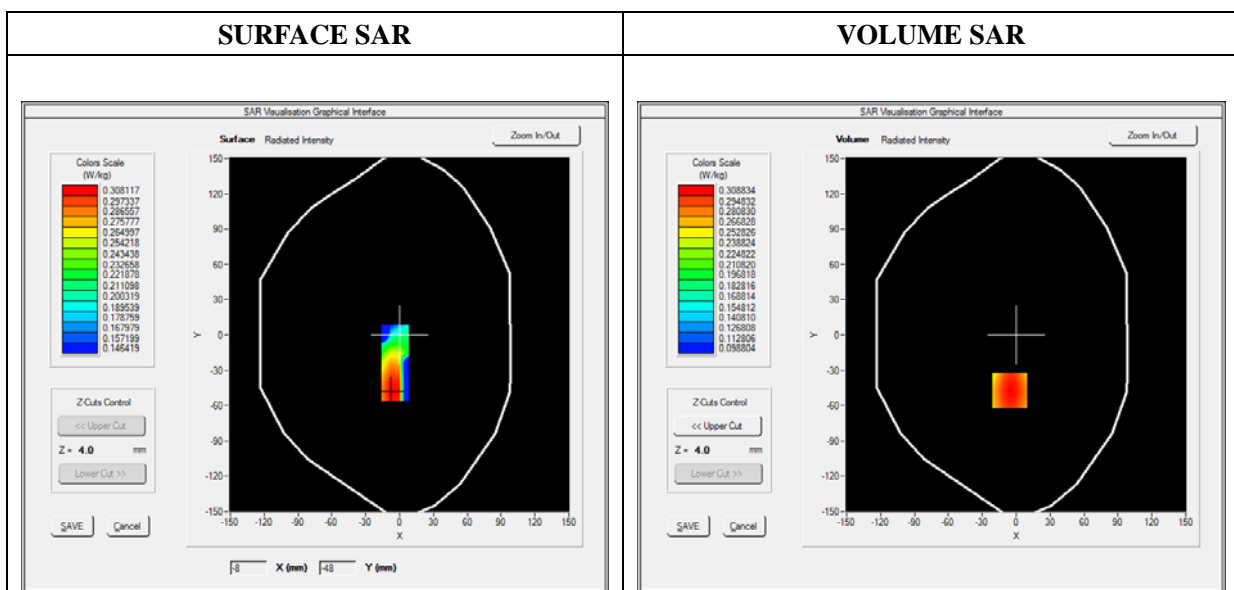 SURFACE SAR
VOLUME SAR
SAR Visualisation Graphical Interface
Surface Radiated Intensity
Zoom In/Out
Colors Scale
(W/kg)
0.308117
0.297337
0.286557
0.275777
0.264997
0.254218
0.243438
0.232658
0.221878
0.211098
0.200319
0.189539
0.178759
0.167979
0.157199
0.146419
Z-Cuts Control
<< Upper Cut
Z = 4.0 mm
Lower Cut >>
SAVE Cancel
150
120
90
60
30
0
-30
-60
-90
-120
-150
Y
-150 -120 -90 -60 -30 0 30 60 90 120 150
X
-8 X (mm) -48 Y (mm)
SAR Visualisation Graphical Interface
Volume Radiated Intensity
Zoom In/Out
Colors Scale
(W/kg)
0.308834
0.294832
0.280830
0.266828
0.252826
0.238824
0.224822
0.210820
0.196818
0.182816
0.168814
0.154812
0.140810
0.126808
0.112806
0.098804
Z-Cuts Control
<< Upper Cut
Z = 4.0 mm
Lower Cut >>
SAVE Cancel
150
120
90
60
30
0
-30
-60
-90
-120
-150
Y
-150 -120 -90 -60 -30 0 30 60 90 120 150
X